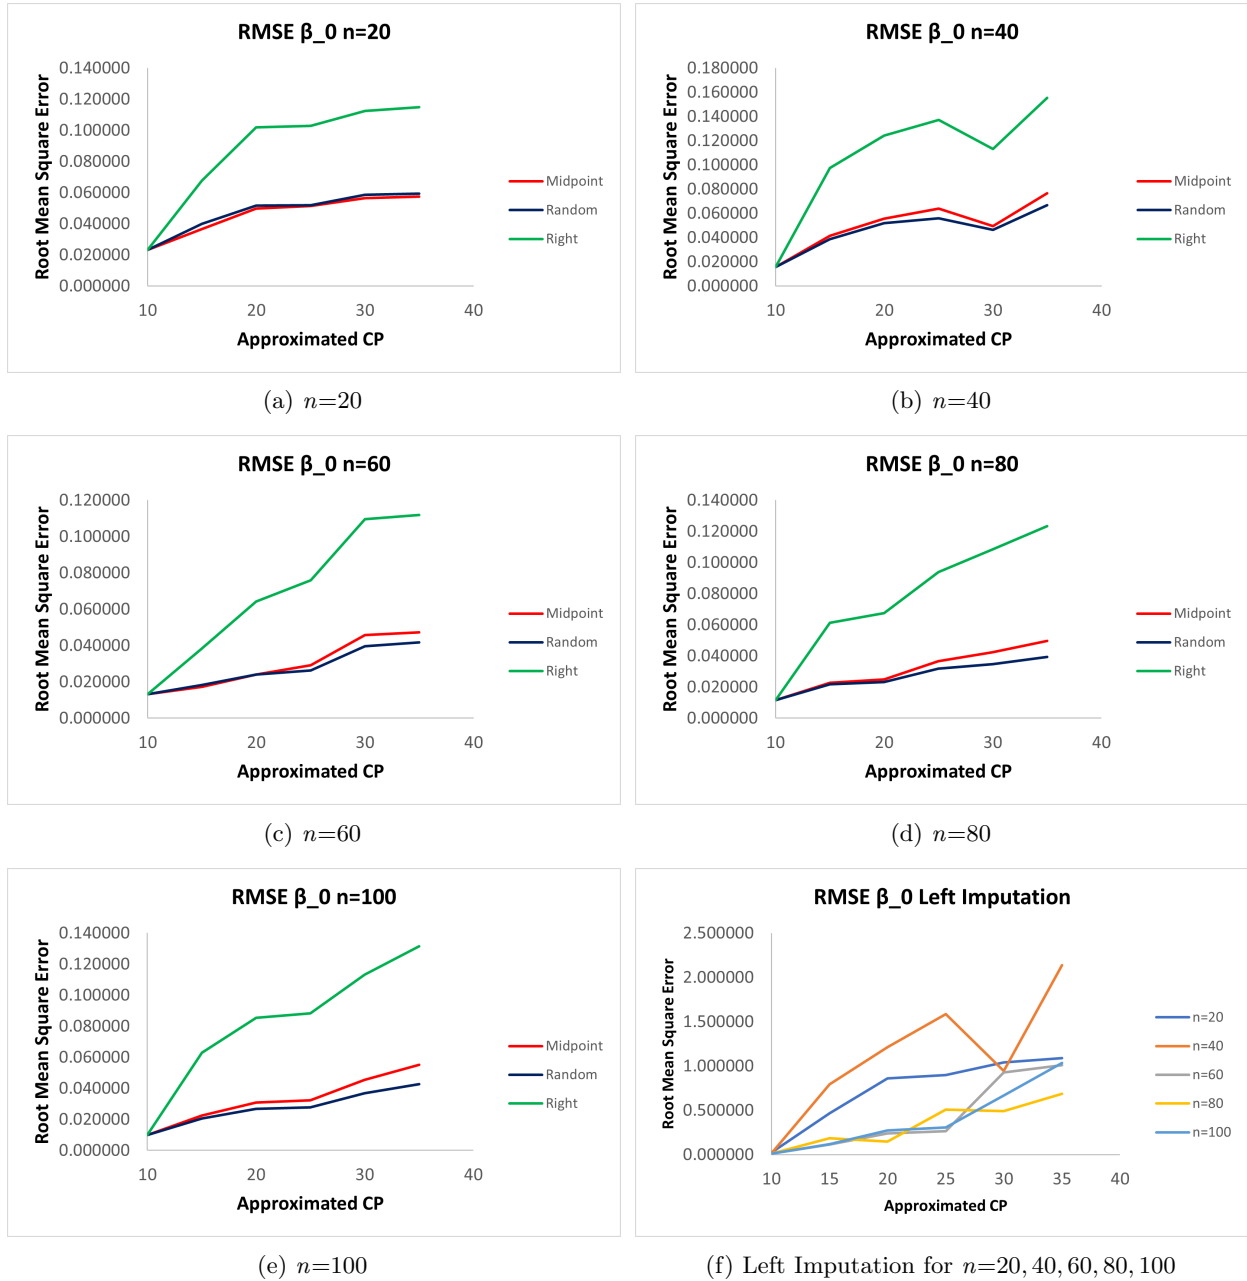 RMSE β_0 n=20
Root Mean Square Error
0.140000
0.120000
0.100000
0.080000
0.060000
0.040000
0.020000
0.000000
10 20 30 40
Approximated CP
Midpoint
Random
Right
(a) n=20
RMSE β_0 n=40
Root Mean Square Error
0.180000
0.160000
0.140000
0.120000
0.100000
0.080000
0.060000
0.040000
0.020000
0.000000
10 20 30 40
Approximated CP
Midpoint
Random
Right
(b) n=40
RMSE β_0 n=60
Root Mean Square Error
0.120000
0.100000
0.080000
0.060000
0.040000
0.020000
0.000000
10 20 30 40
Approximated CP
Midpoint
Random
Right
(c) n=60
RMSE β_0 n=80
Root Mean Square Error
0.140000
0.120000
0.100000
0.080000
0.060000
0.040000
0.020000
0.000000
10 20 30 40
Approximated CP
Midpoint
Random
Right
(d) n=80
RMSE β_0 n=100
Root Mean Square Error
0.140000
0.120000
0.100000
0.080000
0.060000
0.040000
0.020000
0.000000
10 20 30 40
Approximated CP
Midpoint
Random
Right
(e) n=100
RMSE β_0 Left Imputation
Root Mean Square Error
2.500000
2.000000
1.500000
1.000000
0.500000
0.000000
10 15 20 25 30 35 40
Approximated CP
n=20
n=40
n=60
n=80
n=100
(f) Left Imputation for n=20, 40, 60, 80, 100